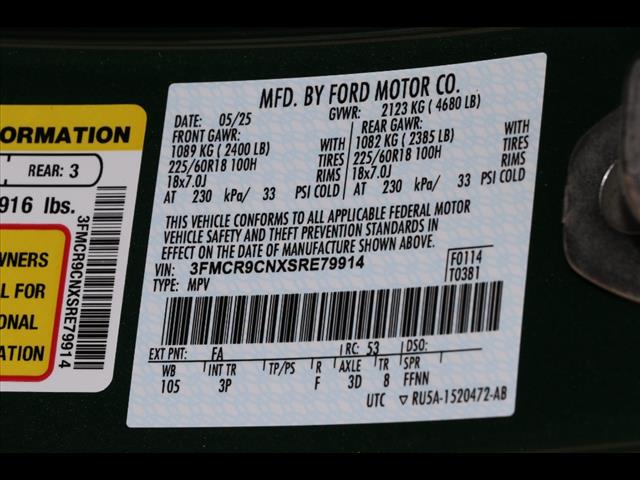 ORMATION
REAR: 3
916 lbs.
WNERS
L FOR
ONAL
ATION
3FMCR9CNXSRE79914
MFD. BY FORD MOTOR CO.
DATE: 05/25 GVWR: 2123 KG ( 4680 LB)
FRONT GAWR: REAR GAWR:
1089 KG ( 2400 LB) WITH 1082 KG ( 2385 LB) WITH
225/60R18 100H TIRES 225/60R18 100H TIRES
18x7.0J RIMS 18x7.0J RIMS
AT 230 kPa/ 33 PSI COLD AT 230 kPa/ 33 PSI COLD
THIS VEHICLE CONFORMS TO ALL APPLICABLE FEDERAL MOTOR
VEHICLE SAFETY AND THEFT PREVENTION STANDARDS IN
EFFECT ON THE DATE OF MANUFACTURE SHOWN ABOVE.
VIN: 3FMCR9CNXSRE79914 F0114
TYPE: MPV T0381
EXT PNT: FA RC: 53 DSO:
WB INT TR TP/PS R AXLE TR SPR
105 3P F 3D 8 FFNN
UTC ▽ RU5A-1520472-AB